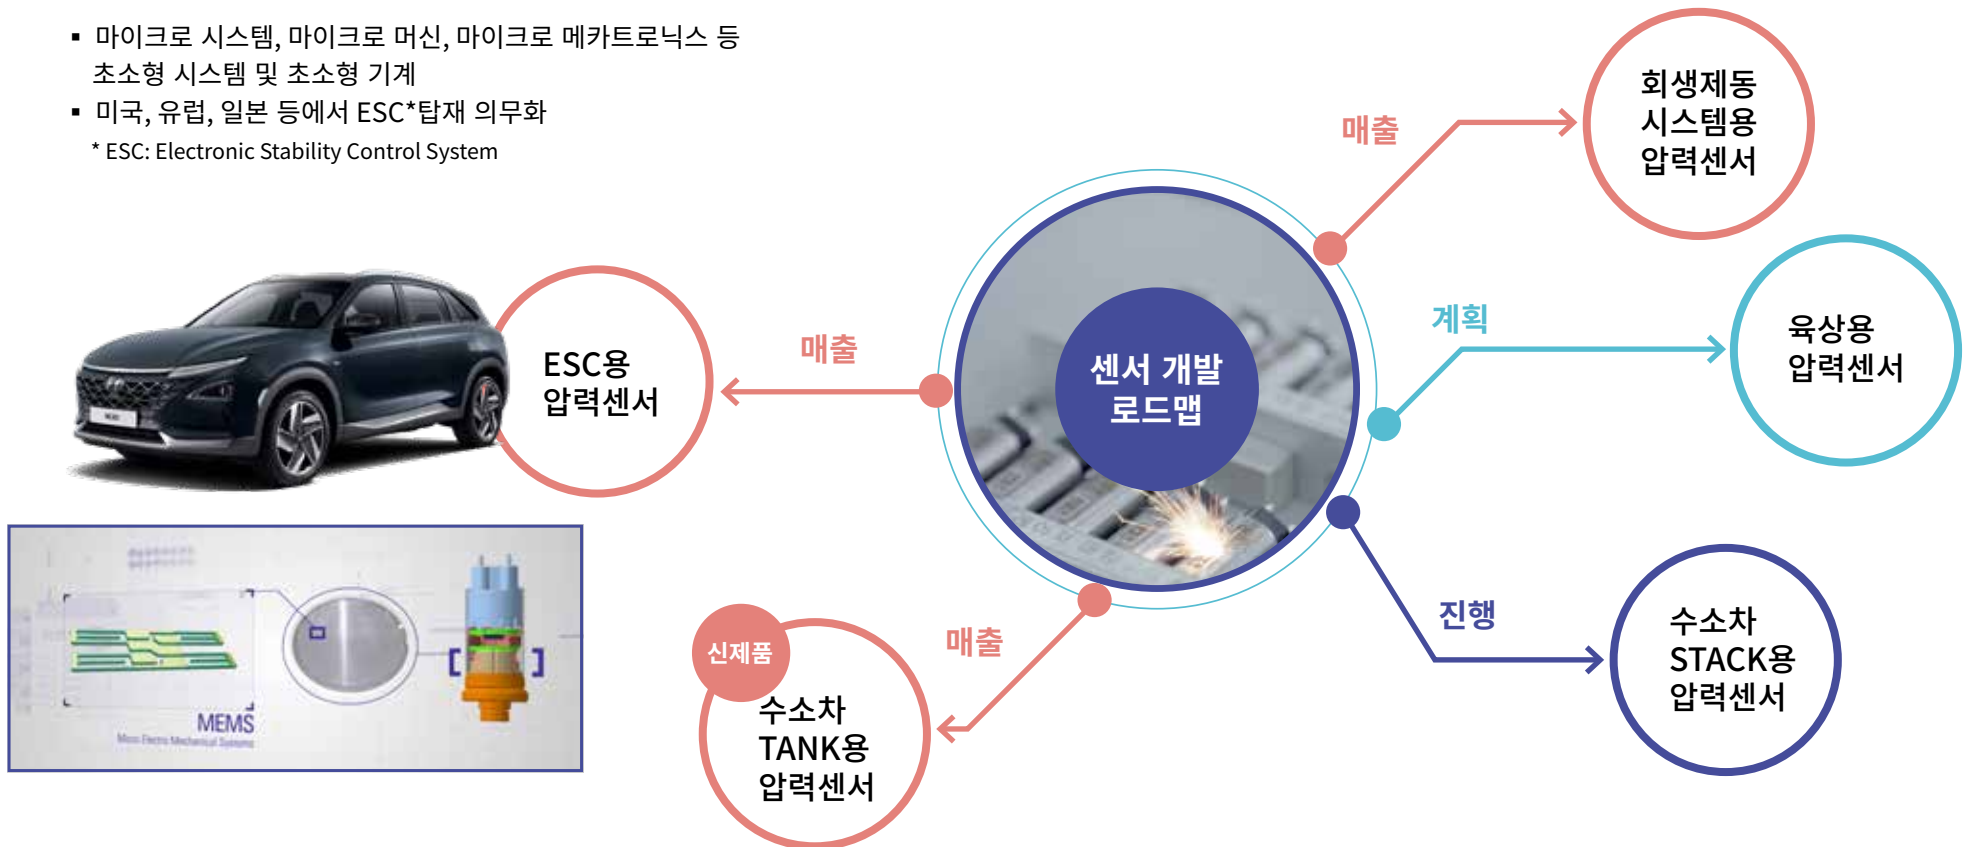 ▪ 마이크로 시스템, 마이크로 머신, 마이크로 메카트로닉스 등
초소형 시스템 및 초소형 기계
▪ 미국, 유럽, 일본 등에서 ESC*탑재 의무화
* ESC: Electronic Stability Control System
매출
회생제동
시스템용
압력센서
계획
육상용
압력센서
매출
ESC용
압력센서
센서 개발
로드맵
진행
수소차
STACK용
압력센서
매출
신제품
수소차
TANK용
압력센서
MEMS
Micro Electro Mechanical Systems